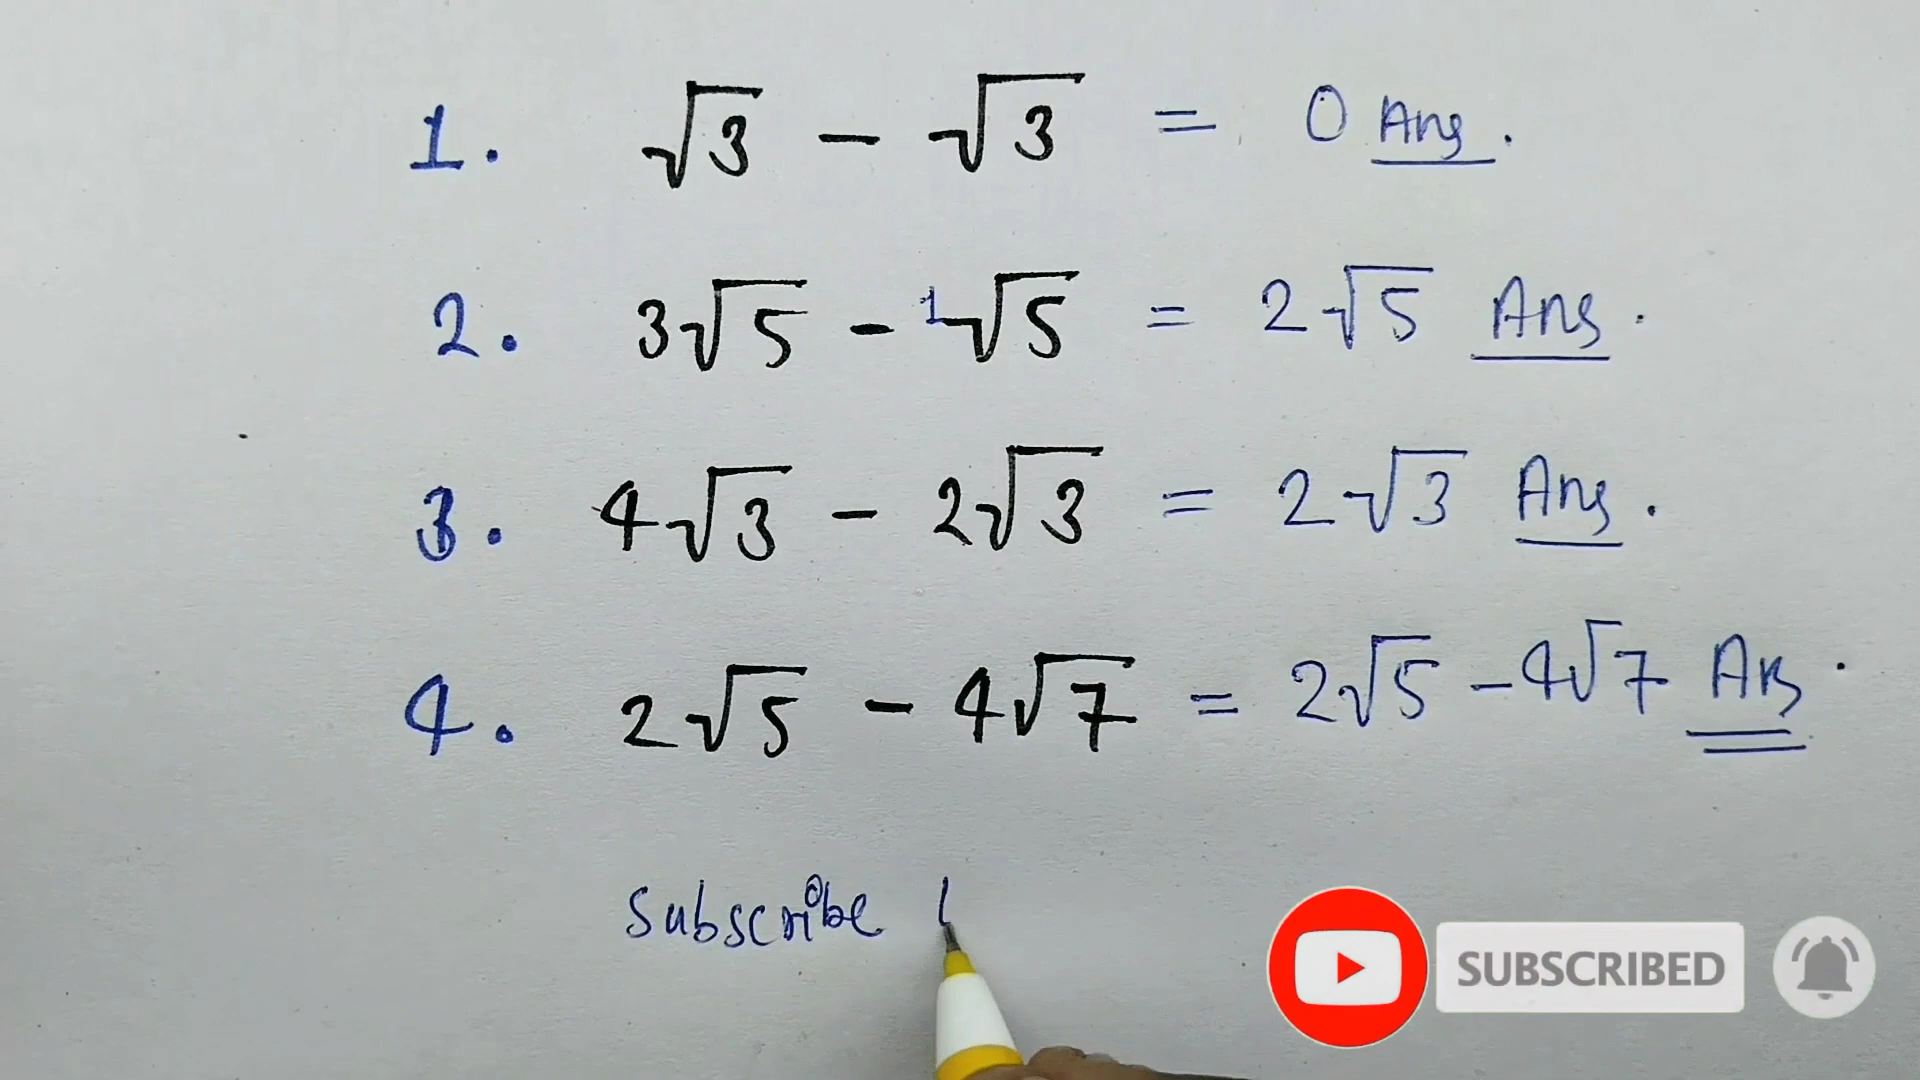 1. √3 - √3 = 0 Ans.
2. 3√5 - 1√5 = 2√5 Ans.
3. 4√3 - 2√3 = 2√3 Ans.
4. 2√5 - 4√7 = 2√5 - 4√7 Ans.
Subscribe
SUBSCRIBED